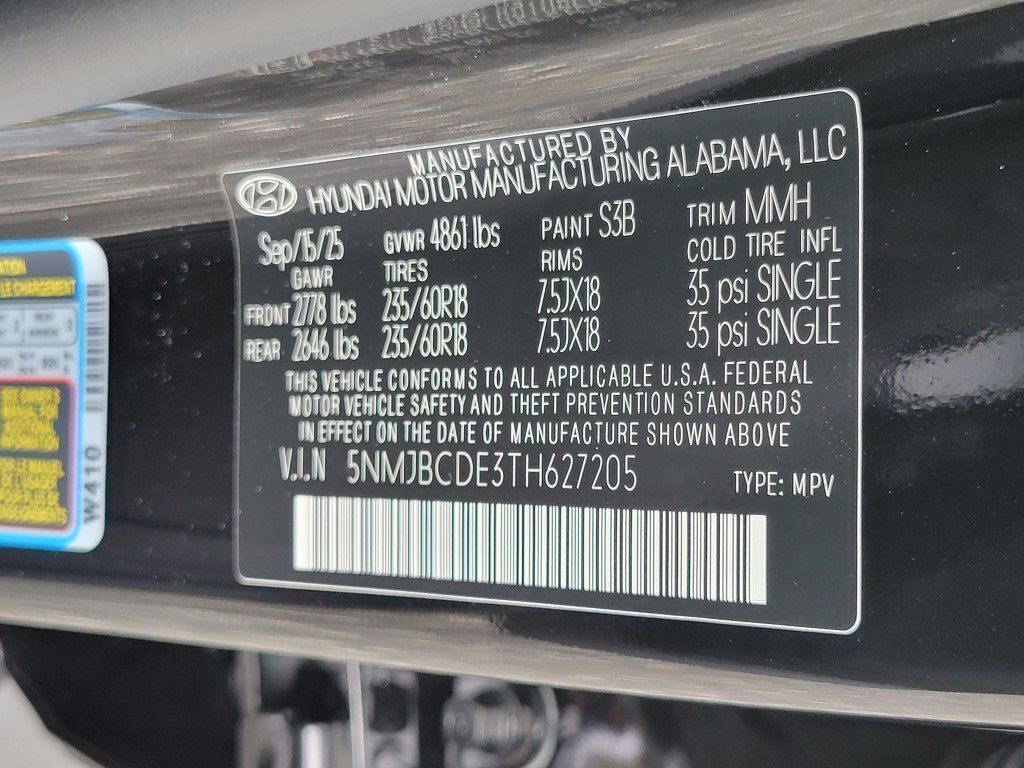 MANUFACTURED BY
HYUNDAI MOTOR MANUFACTURING ALABAMA, LLC
Sep/15/25 GVWR 4861 lbs PAINT S3B TRIM MMH
GAWR TIRES RIMS COLD TIRE INFL
FRONT 2778 lbs 235/60R18 7.5JX18 35 psi SINGLE
REAR 2646 lbs 235/60R18 7.5JX18 35 psi SINGLE
THIS VEHICLE CONFORMS TO ALL APPLICABLE U.S.A. FEDERAL
MOTOR VEHICLE SAFETY AND THEFT PREVENTION STANDARDS
IN EFFECT ON THE DATE OF MANUFACTURE SHOWN ABOVE
V.I.N 5NMJBCDE3TH627205 TYPE: MPV
W410